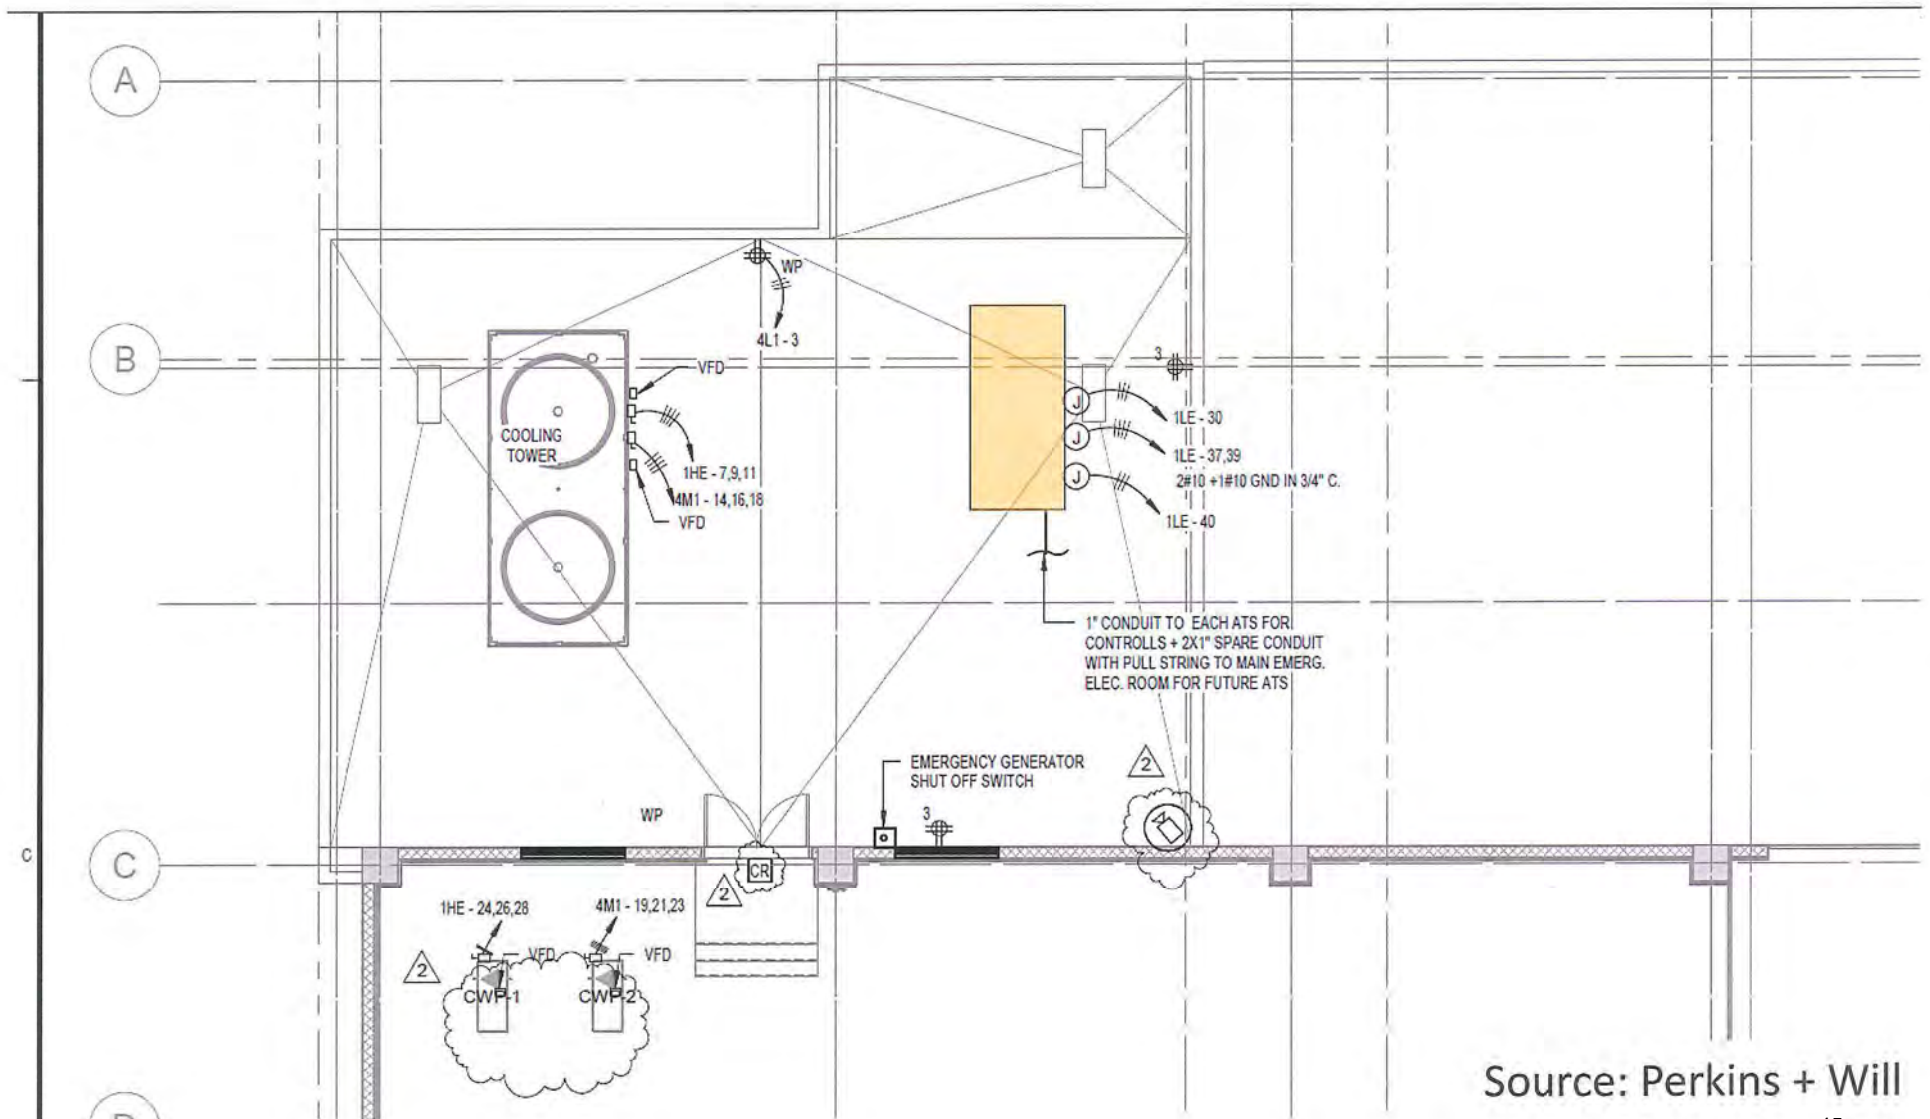 A
WP
4L1 - 3
B
3
VFD
COOLING
TOWER
1HE - 7,9,11
4M1 - 14,16,18
VFD
J
1LE - 30
J
1LE - 37,39
2#10 +1#10 GND IN 3/4" C.
J
1LE - 40
1" CONDUIT TO EACH ATS FOR
CONTROLLS + 2X1" SPARE CONDUIT
WITH PULL STRING TO MAIN EMERG.
ELEC. ROOM FOR FUTURE ATS
EMERGENCY GENERATOR
SHUT OFF SWITCH
2
WP
3
C
C
CR
2
1HE - 24,26,28
4M1 - 19,21,23
2
VFD
VFD
CWP-1
CWP-2
Source: Perkins + Will